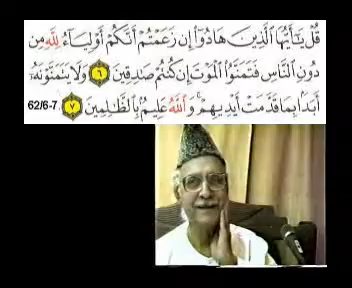 قُلْ يَٰٓأَيُّهَا ٱلَّذِينَ هَادُوٓا۟ إِن زَعَمْتُمْ أَنَّكُمْ أَوْلِيَآءُ لِلَّهِ مِن
دُونِ ٱلنَّاسِ فَتَمَنَّوُا۟ ٱلْمَوْتَ إِن كُنتُمْ صَٰدِقِينَ ٦ وَلَا يَتَمَنَّوْنَهُۥٓ
أَبَدًۢا بِمَا قَدَّمَتْ أَيْدِيهِمْ ۚ وَٱللَّهُ عَلِيمٌۢ بِٱلظَّٰلِمِينَ ٧ 62/6-7